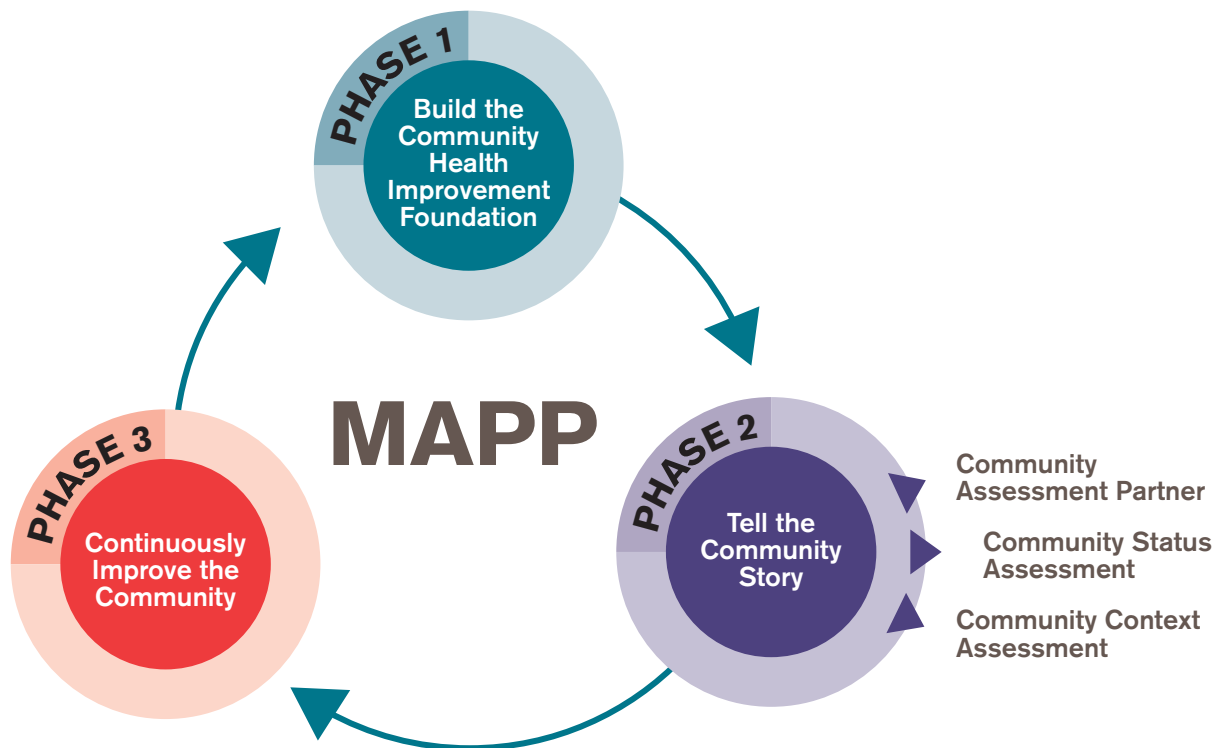 PHASE 1
Build the
Community
Health
Improvement
Foundation
MAPP
PHASE 2
Tell the
Community
Story
Community
Assessment Partner
Community Status
Assessment
Community Context
Assessment
PHASE 3
Continuously
Improve the
Community